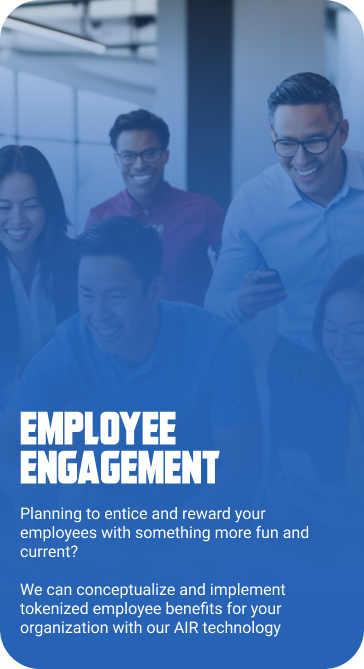 EMPLOYEE
ENGAGEMENT
Planning to entice and reward your
employees with something more fun and
current?
We can conceptualize and implement
tokenized employee benefits for your
organization with our AIR technology